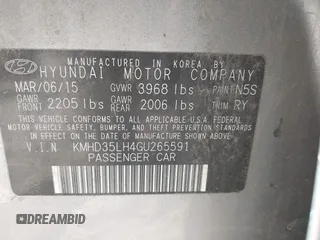 MANUFACTURED IN KOREA BY
HYUNDAI MOTOR COMPANY
MAR/06/15 GVWR 3968 lbs PAINT N5S
GAWR FRONT 2205 lbs GAWR REAR 2006 lbs TRIM RY
THIS VEHICLE CONFORMS TO ALL APPLICABLE
FEDERAL MOTOR VEHICLE SAFETY, BUMPER, AND
THEFT PREVENTION STANDARDS IN EFFECT ON
THE DATE OF MANUFACTURE SHOWN ABOVE.
V.I.N. KMHD35LH4GU265591
PASSENGER CAR
OTOBIDMASTER